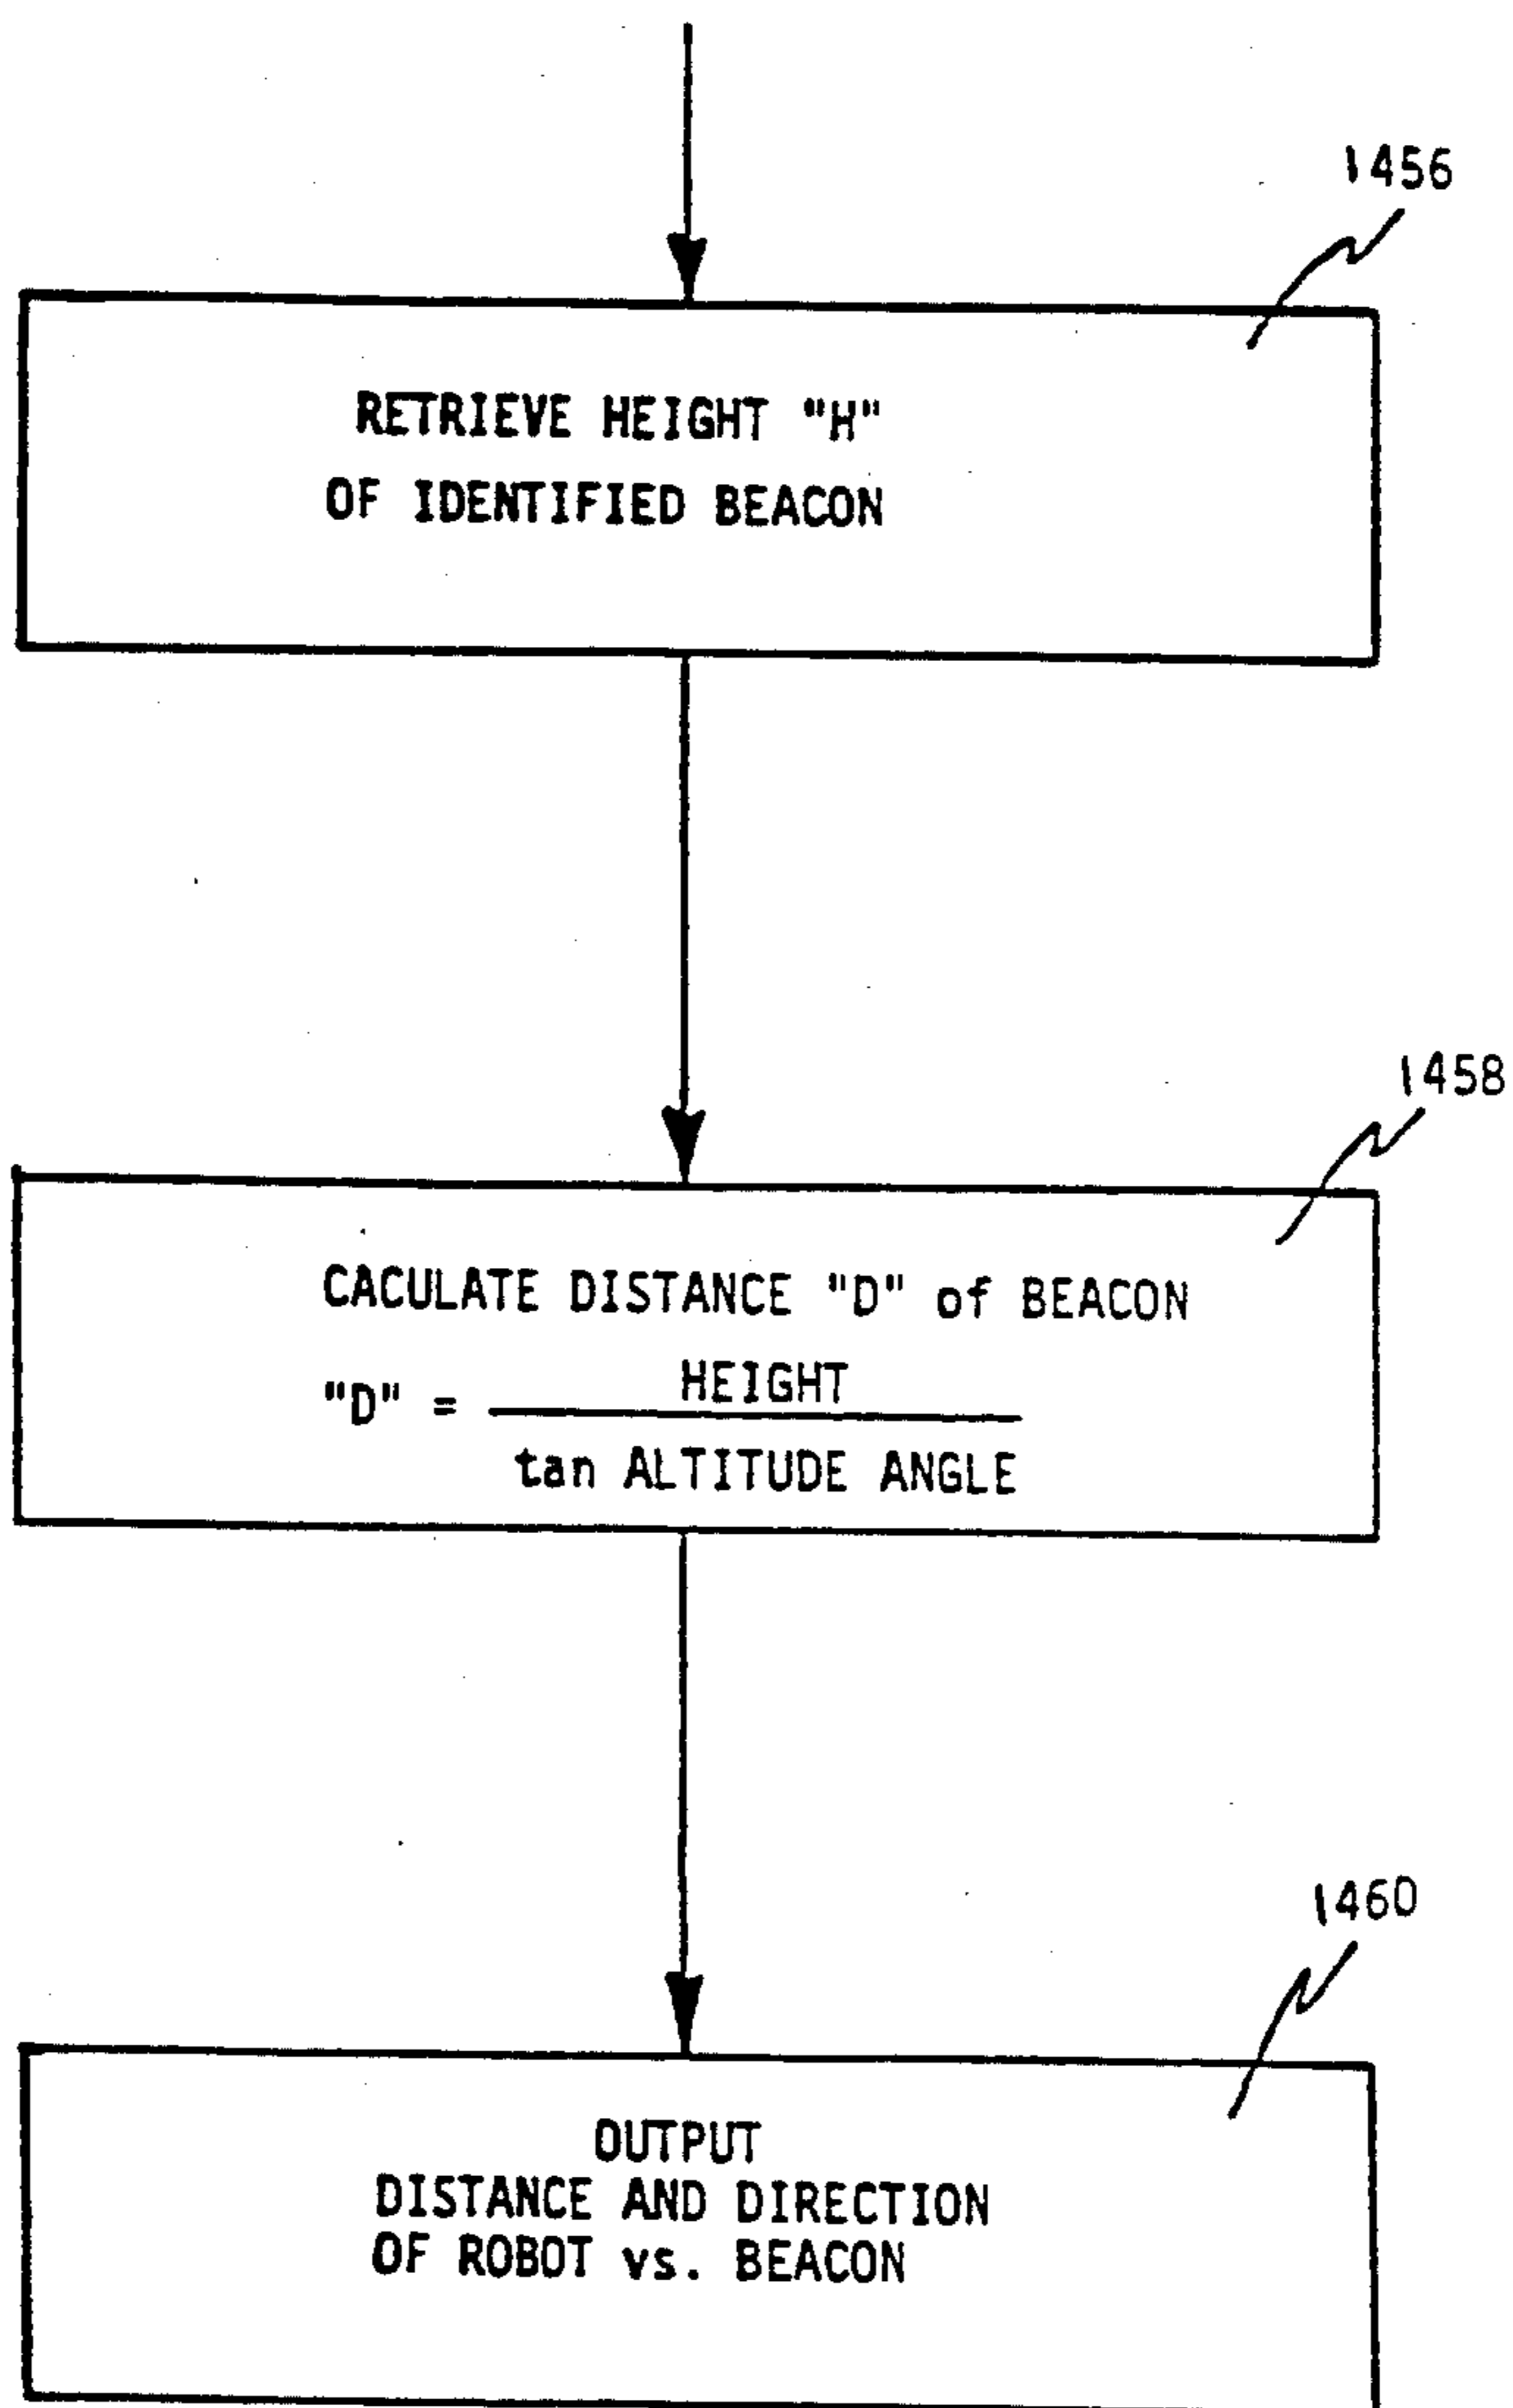 1456
RETRIEVE HEIGHT "H"
OF IDENTIFIED BEACON
1458
CACULATE DISTANCE "D" of BEACON
"D" = HEIGHT
tan ALTITUDE ANGLE
1460
OUTPUT
DISTANCE AND DIRECTION
OF ROBOT vs. BEACON